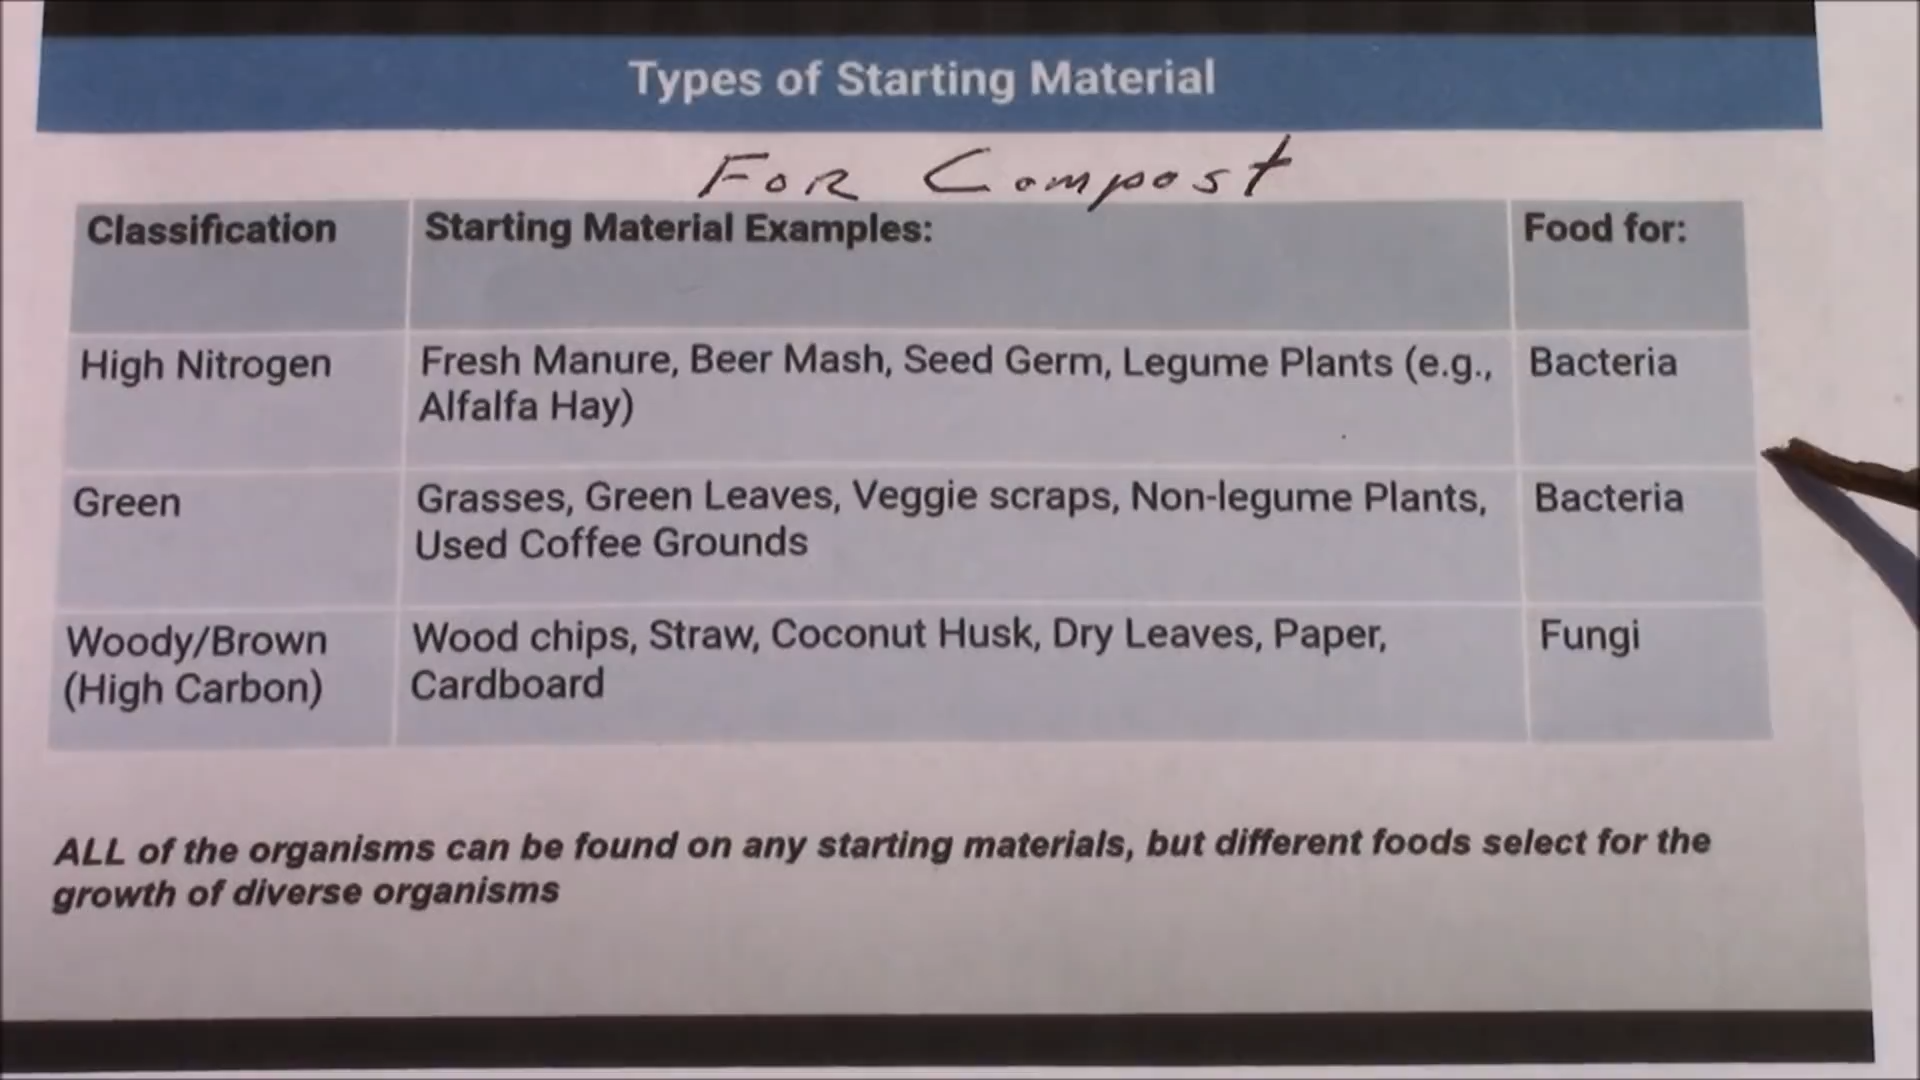 Types of Starting Material
For Compost
Classification
Starting Material Examples:
Food for:
High Nitrogen
Fresh Manure, Beer Mash, Seed Germ, Legume Plants (e.g.,
Alfalfa Hay)
Bacteria
Green
Grasses, Green Leaves, Veggie scraps, Non-legume Plants,
Used Coffee Grounds
Bacteria
Woody/Brown
(High Carbon)
Wood chips, Straw, Coconut Husk, Dry Leaves, Paper,
Cardboard
Fungi
ALL of the organisms can be found on any starting materials, but different foods select for the
growth of diverse organisms